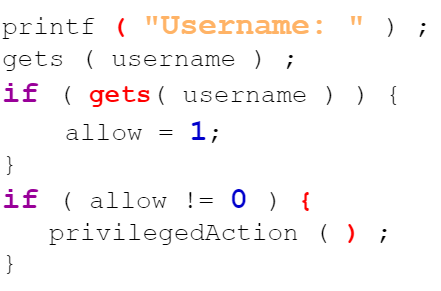 printf ( "Username: " ) ;
gets ( username ) ;
if ( gets( username ) ) {
allow = 1;
}
if ( allow != 0 ) {
privilegedAction ( ) ;
}